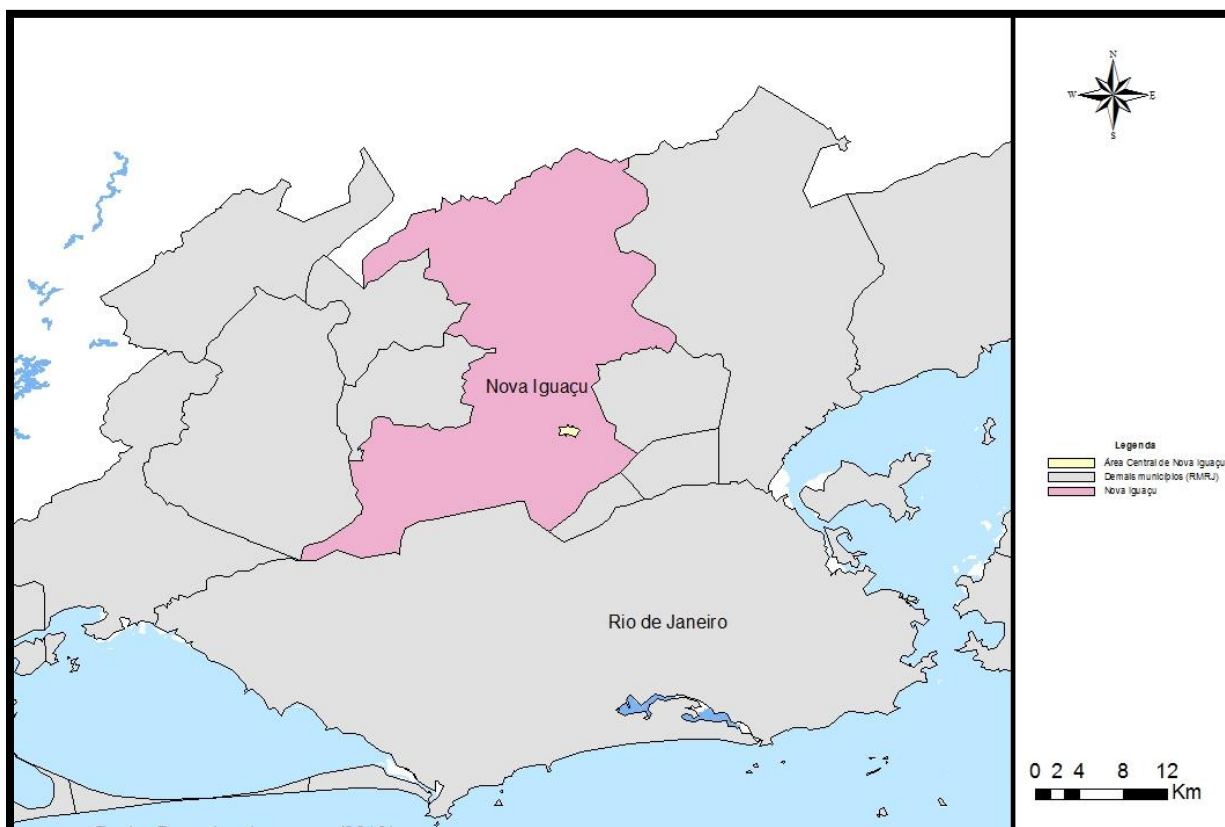 N
W
E
S
Nova Iguaçu
Rio de Janeiro
Legenda
Área Central de Nova Iguaçu
Demais municípios (RMRJ)
Nova Iguaçu
0 2 4 8 12
Km